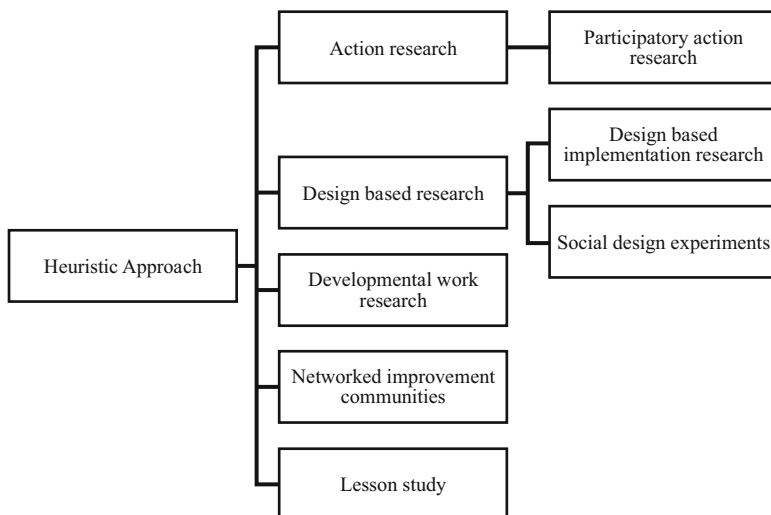 Action research
Participatory action
research
Design based
implementation research
Design based research
Social design experiments
Heuristic Approach
Developmental work
research
Networked improvement
communities
Lesson study